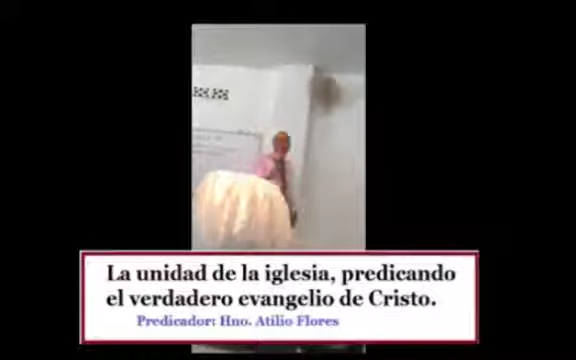 La unidad de la iglesia, predicando
el verdadero evangelio de Cristo.
Predicador: Hno. Atilio Flores